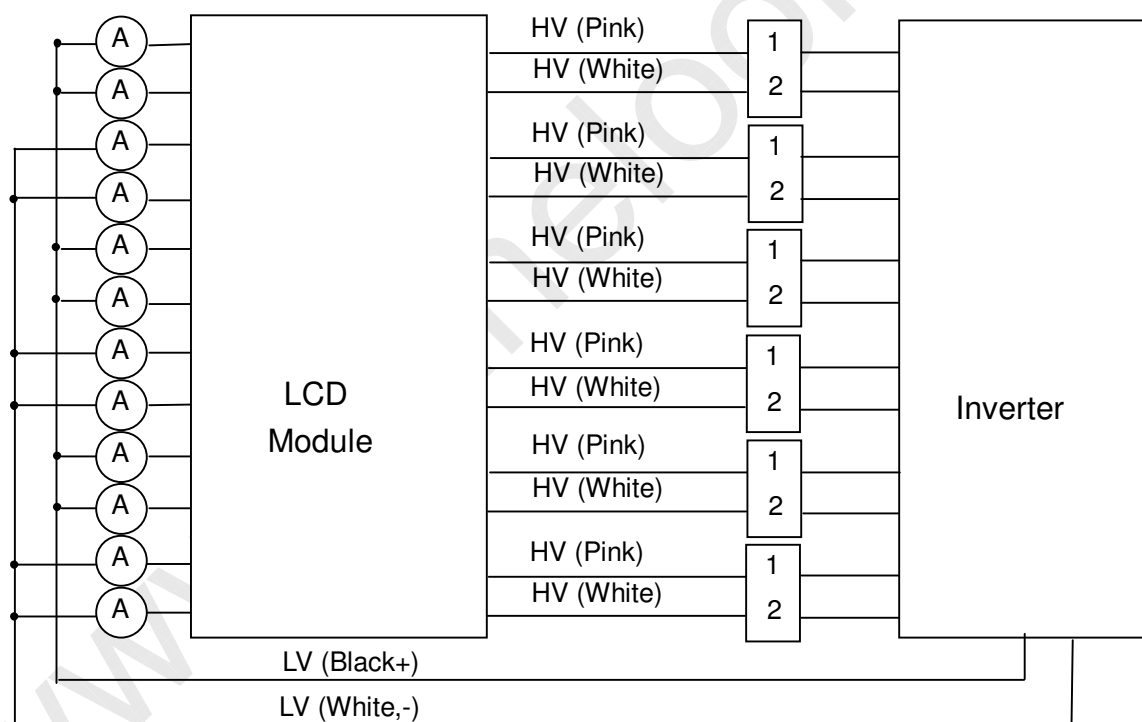 A
A
A
A
A
A
A
A
A
A
A
A
LCD
Module
HV (Pink)
HV (White)
HV (Pink)
HV (White)
HV (Pink)
HV (White)
HV (Pink)
HV (White)
HV (Pink)
HV (White)
HV (Pink)
HV (White)
1
2
1
2
1
2
1
2
1
2
1
2
Inverter
LV (Black+)
LV (White,-)